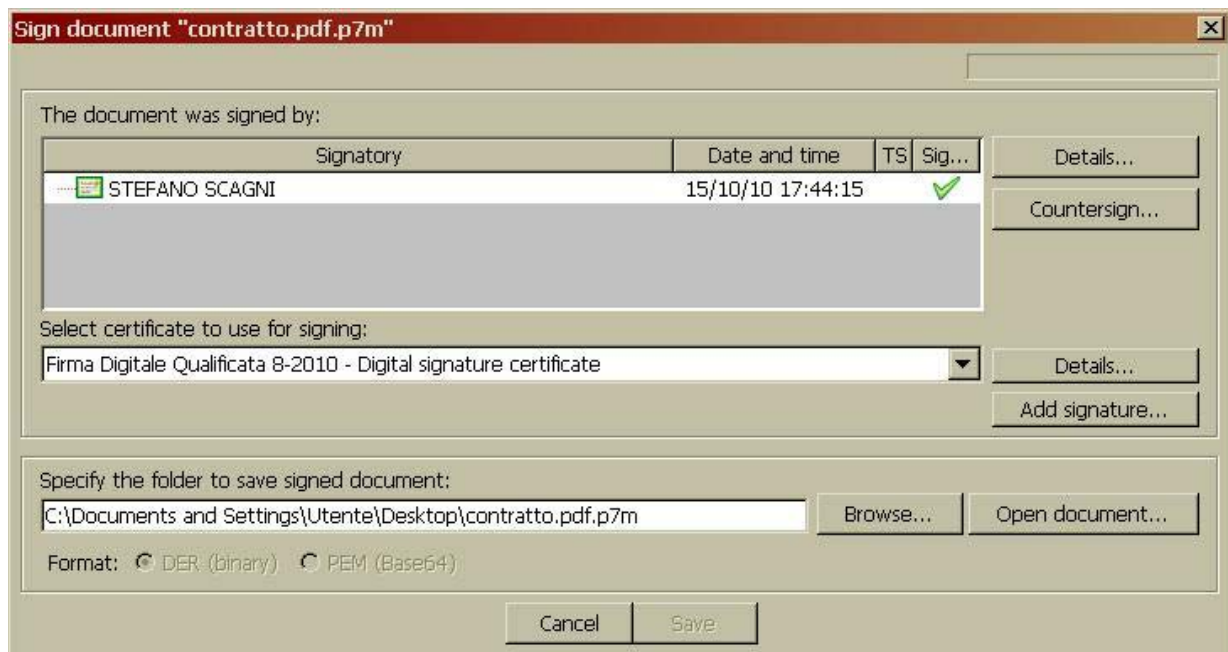 Sign document "contratto.pdf.p7m"
The document was signed by:
Signatory Date and time TS Sig... Details...
STEFANO SCAGNI 15/10/10 17:44:15
Countersign...
Select certificate to use for signing:
Firma Digitale Qualificata 8-2010 - Digital signature certificate Details...
Add signature...
Specify the folder to save signed document:
C:\Documents and Settings\Utente\Desktop\contratto.pdf.p7m Browse... Open document...
Format: DER (binary) PEM (Base64)
Cancel Save